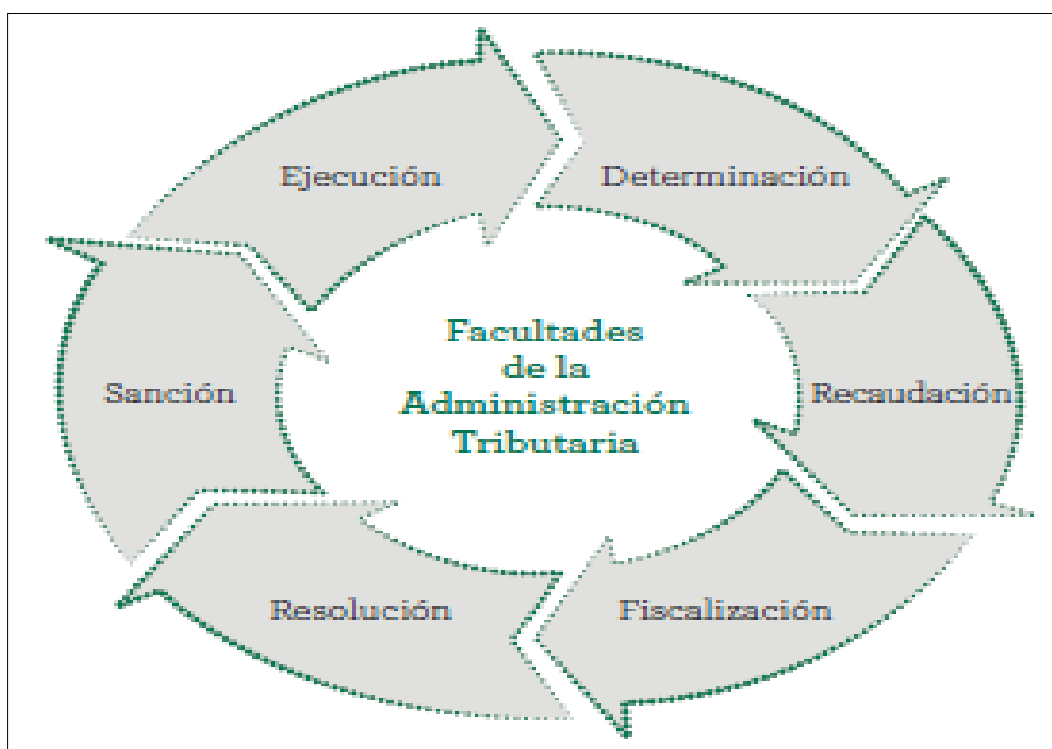 Ejecución
Determinación
Facultades
de la
Administración
Tributaria
Sanción
Recaudación
Resolución
Fiscalización